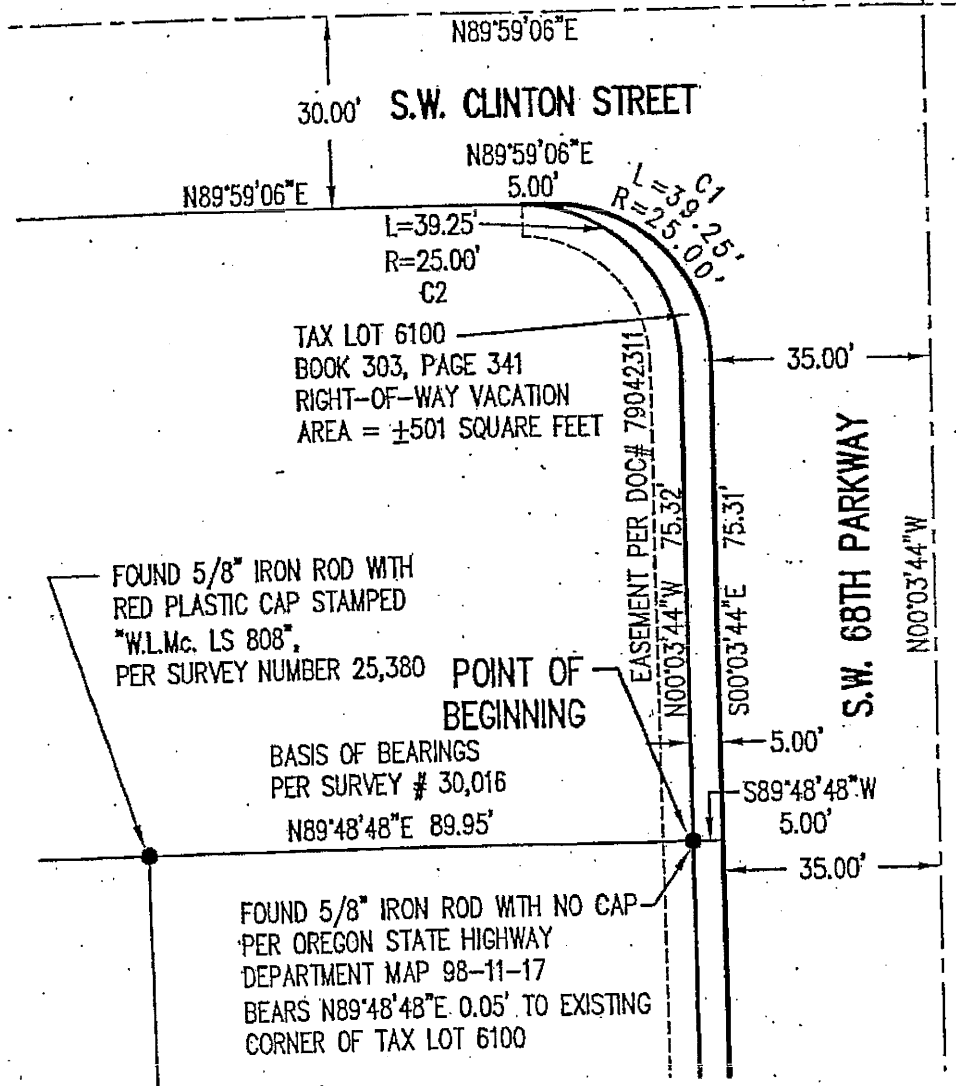 N89°59'06"E
30.00' S.W. CLINTON STREET
N89°59'06"E
5.00'
N89°59'06"E
C1
L=39.25'
R=25.00'
L=39.25'
R=25.00'
C2
TAX LOT 6100
BOOK 303, PAGE 341
RIGHT-OF-WAY VACATION
AREA = ±501 SQUARE FEET
35.00'
EASEMENT PER DOC# 79042311
N00°03'44"W 75.32'
S00°03'44"E 75.31'
S.W. 68TH PARKWAY
N00°03'44"W
FOUND 5/8" IRON ROD WITH
RED PLASTIC CAP STAMPED
"W.L.Mc. LS 808",
PER SURVEY NUMBER 25,380
POINT OF
BEGINNING
BASIS OF BEARINGS
PER SURVEY # 30,016
N89°48'48"E 89.95'
5.00'
S89°48'48"W
5.00'
35.00'
FOUND 5/8" IRON ROD WITH NO CAP
PER OREGON STATE HIGHWAY
DEPARTMENT MAP 98-11-17
BEARS N89°48'48"E 0.05' TO EXISTING
CORNER OF TAX LOT 6100